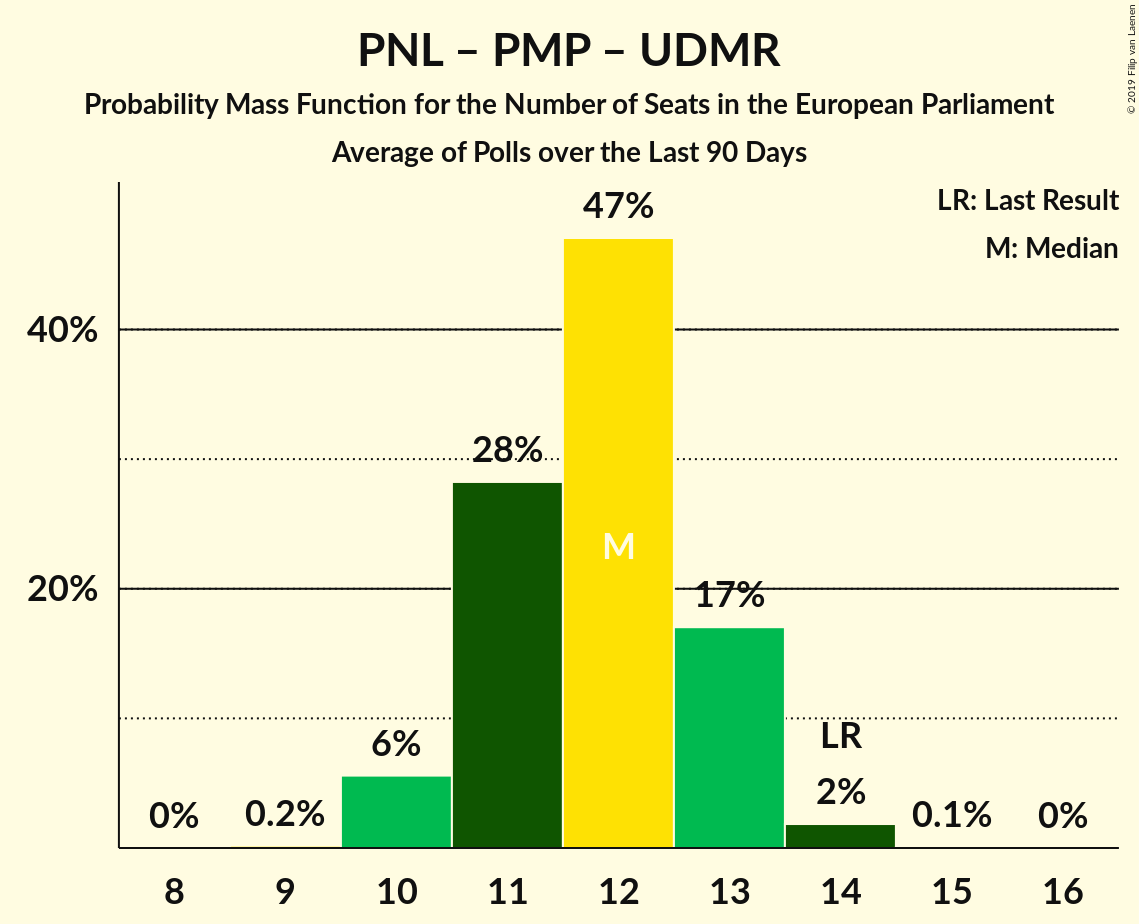 PNL – PMP – UDMR
Probability Mass Function for the Number of Seats in the European Parliament
Average of Polls over the Last 90 Days
© 2019 Filip van Laenen
LR: Last Result
M: Median
47%
40%
28%
M
20%
17%
6%
LR
2%
0%
0.2%
0.1%
0%
8 9 10 11 12 13 14 15 16